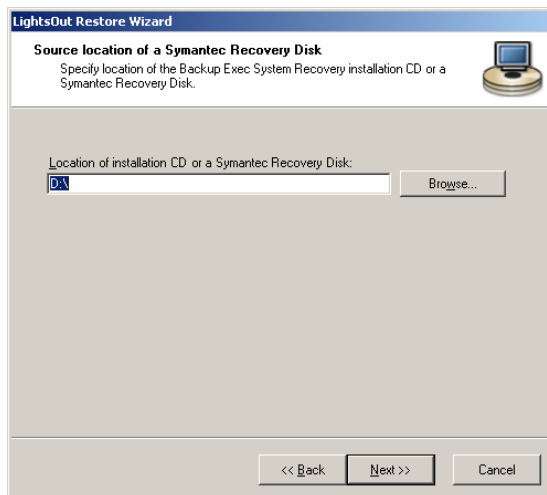 LightsOut Restore Wizard
Source location of a Symantec Recovery Disk
Specify location of the Backup Exec System Recovery installation CD or a
Symantec Recovery Disk.
Location of installation CD or a Symantec Recovery Disk:
D:\
Browse...
<< Back
Next >>
Cancel